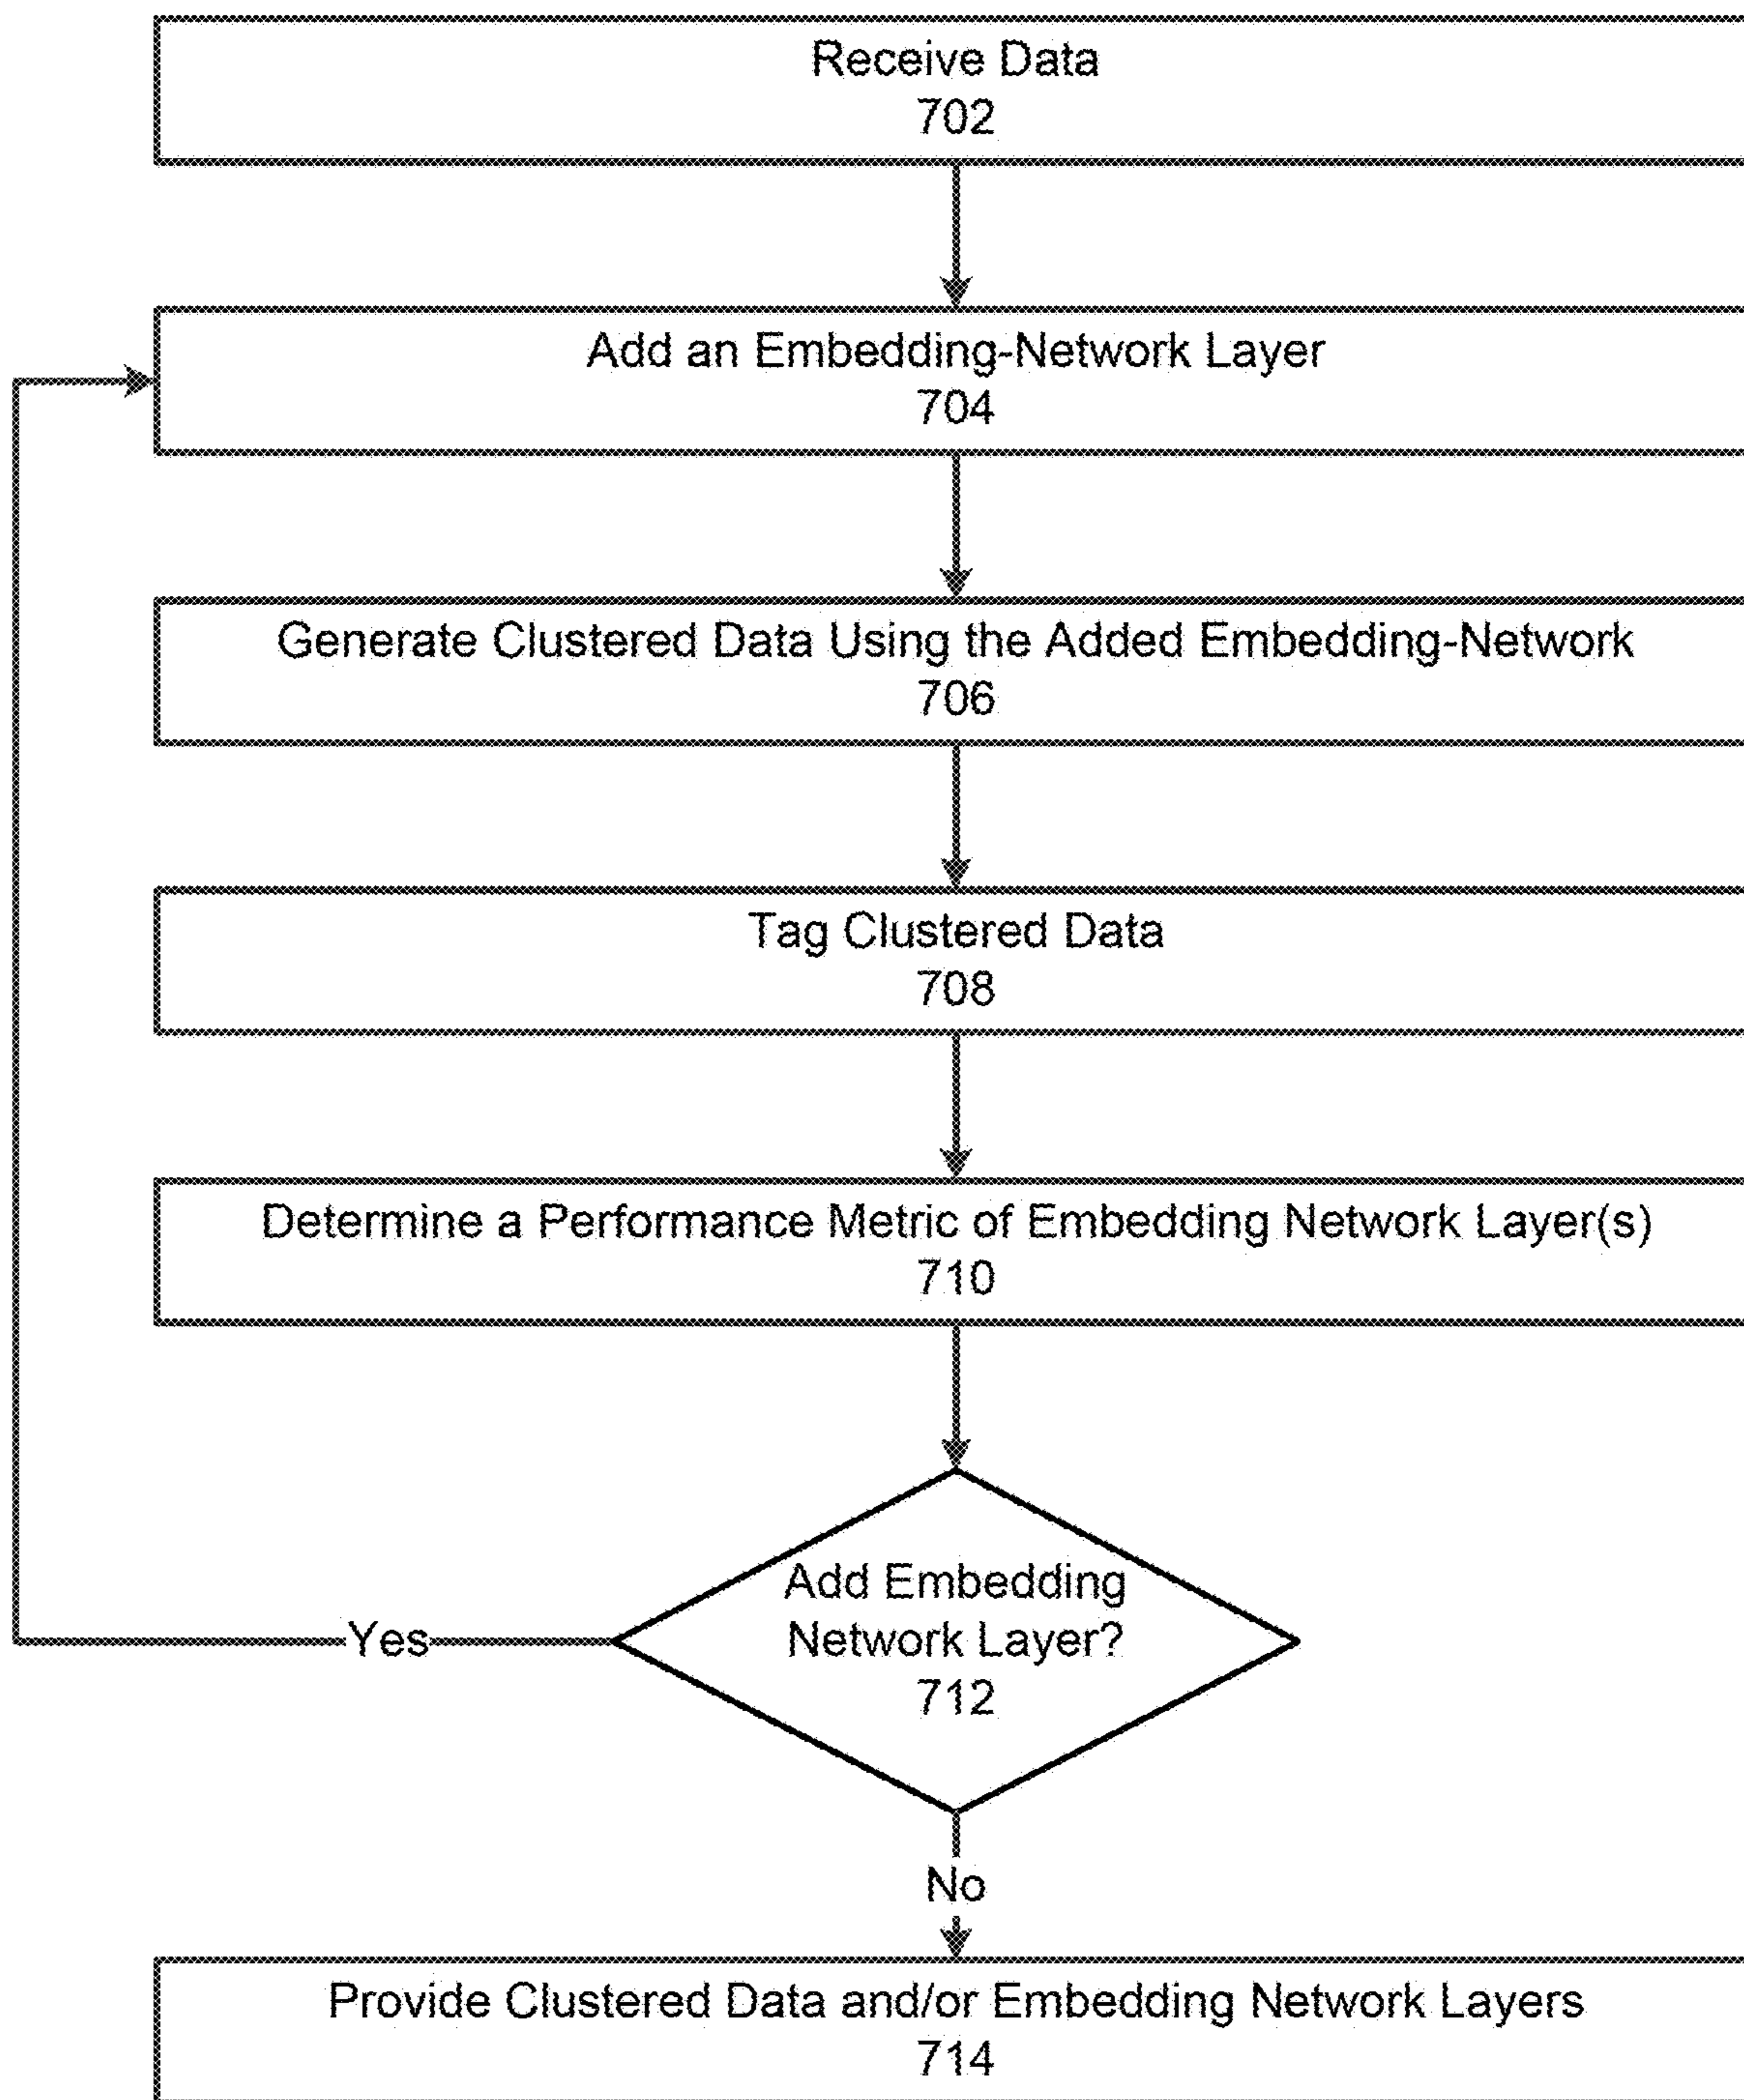 Receive Data
702
Add an Embedding-Network Layer
704
Generate Clustered Data Using the Added Embedding-Network
706
Tag Clustered Data
708
Determine a Performance Metric of Embedding Network Layer(s)
710
Add Embedding
Network Layer?
712
Yes
No
Provide Clustered Data and/or Embedding Network Layers
714